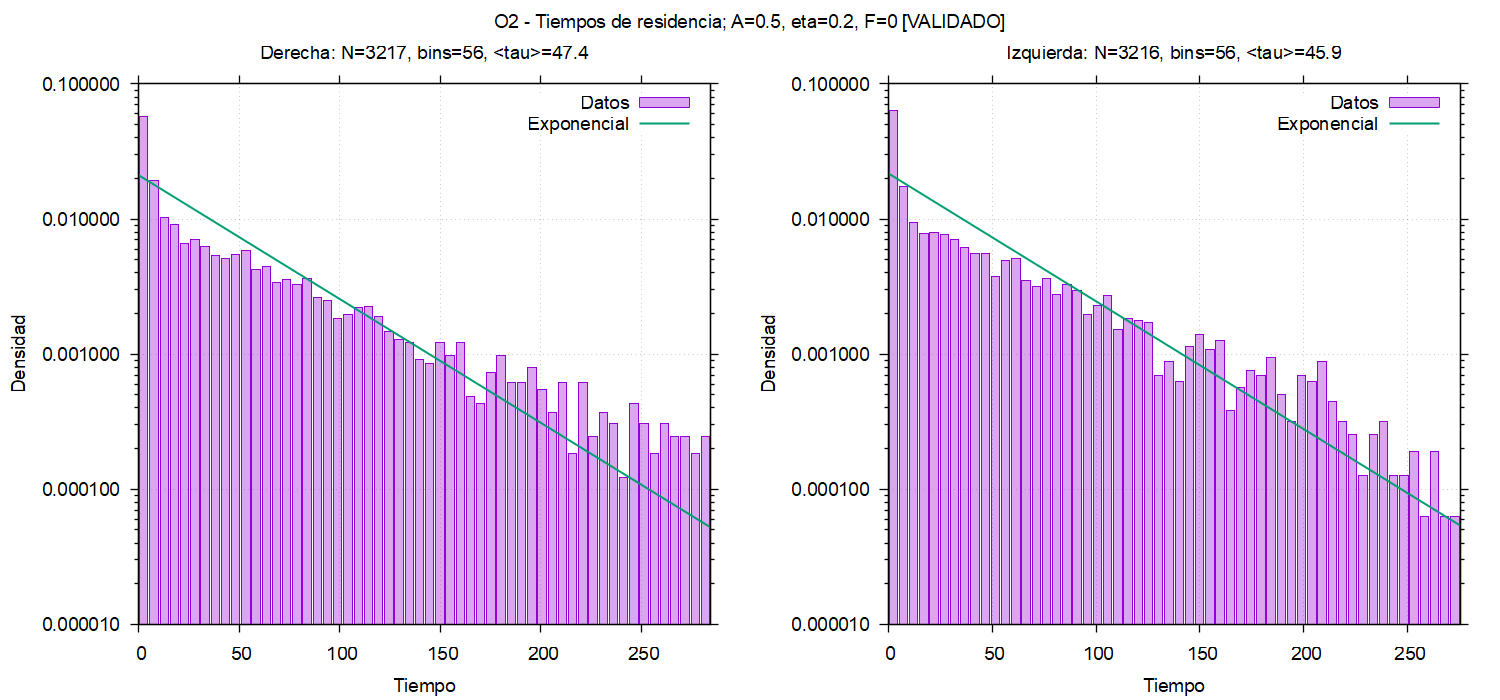 O2 - Tiempos de residencia; A=0.5, eta=0.2, F=0 [VALIDADO]
Derecha: N=3217, bins=56, <tau>=47.4
Datos
Exponencial
0.100000
0.010000
0.001000
0.000100
0.000010
Densidad
0 50 100 150 200 250
Tiempo
Izquierda: N=3216, bins=56, <tau>=45.9
Datos
Exponencial
0.100000
0.010000
0.001000
0.000100
0.000010
Densidad
0 50 100 150 200 250
Tiempo